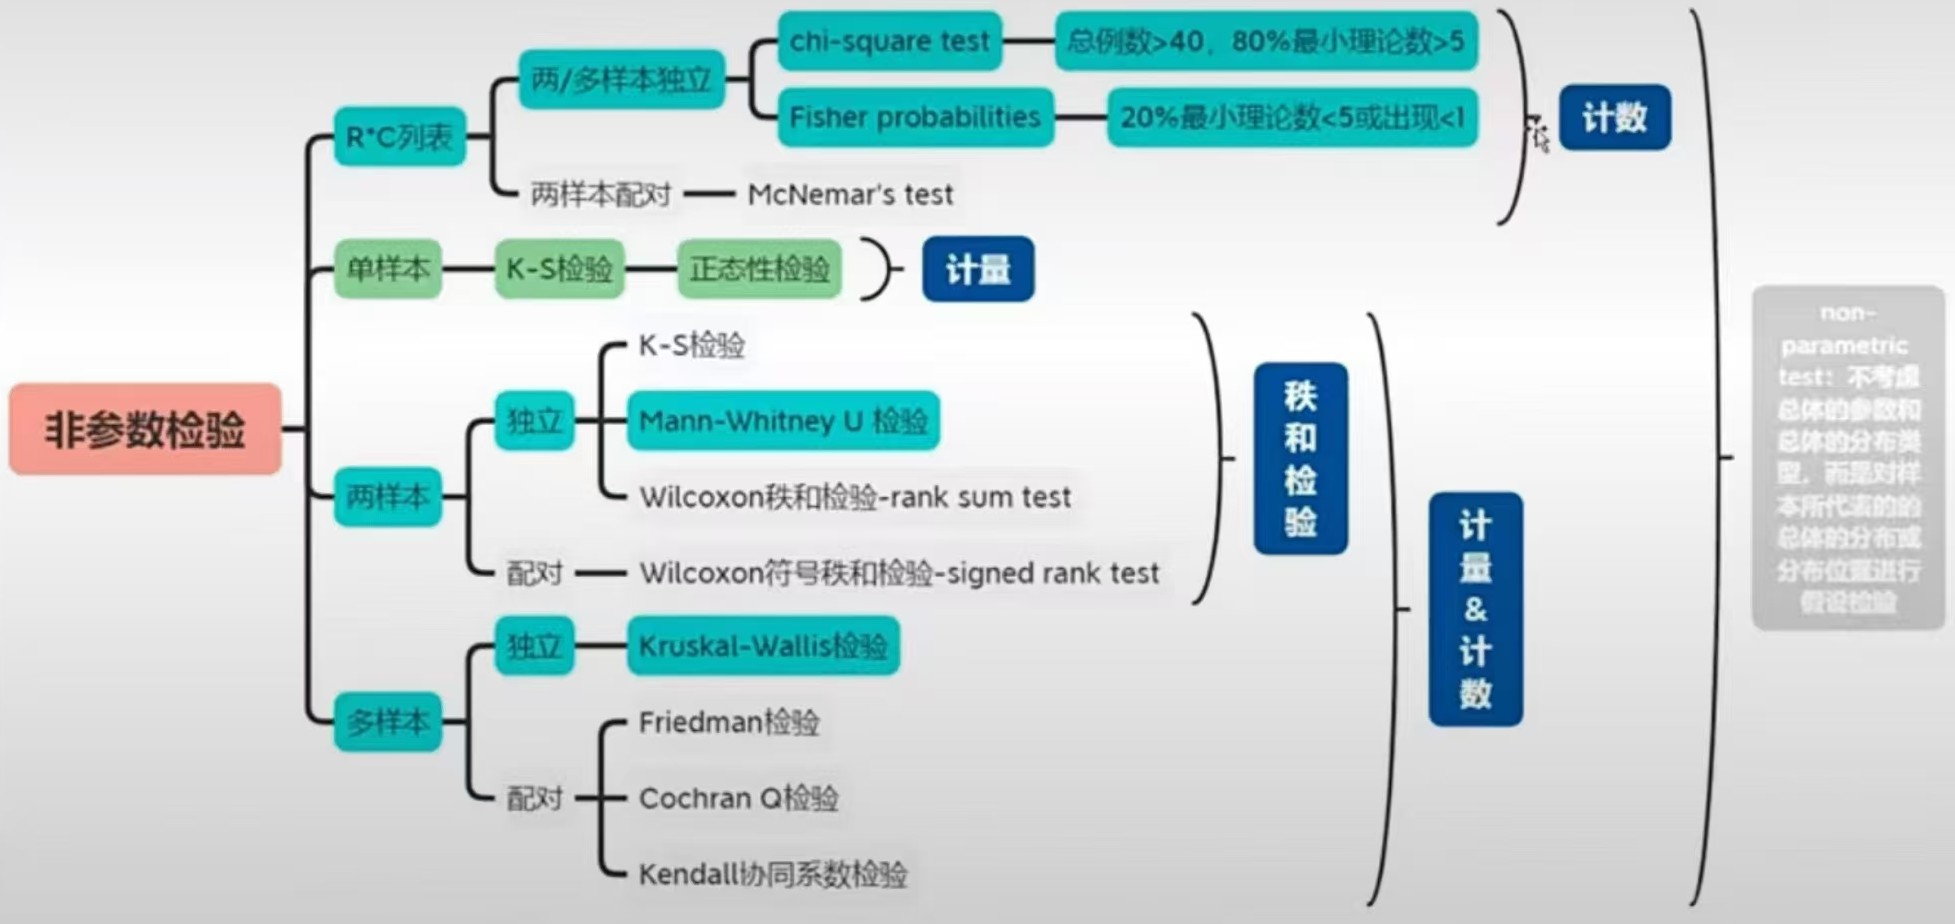 chi-square test
总例数>40，80%最小理论数>5
两/多样本独立
Fisher probabilities
20%最小理论数<5或出现<1
计数
R*C列表
两样本配对
McNemar's test
单样本
K-S检验
正态性检验
计量
K-S检验
非参数检验
独立
Mann-Whitney U 检验
两样本
Wilcoxon秩和检验-rank sum test
配对
Wilcoxon符号秩和检验-signed rank test
秩
和
检
验
独立
Kruskal-Wallis检验
多样本
Friedman检验
配对
Cochran Q检验
Kendall协同系数检验
计
量
&
计
数
non-
parametric
test：不考虑
总体的参数和
总体的分布类
型，而是对样
本所代表的的
总体的分布或
分布位置进行
假设检验